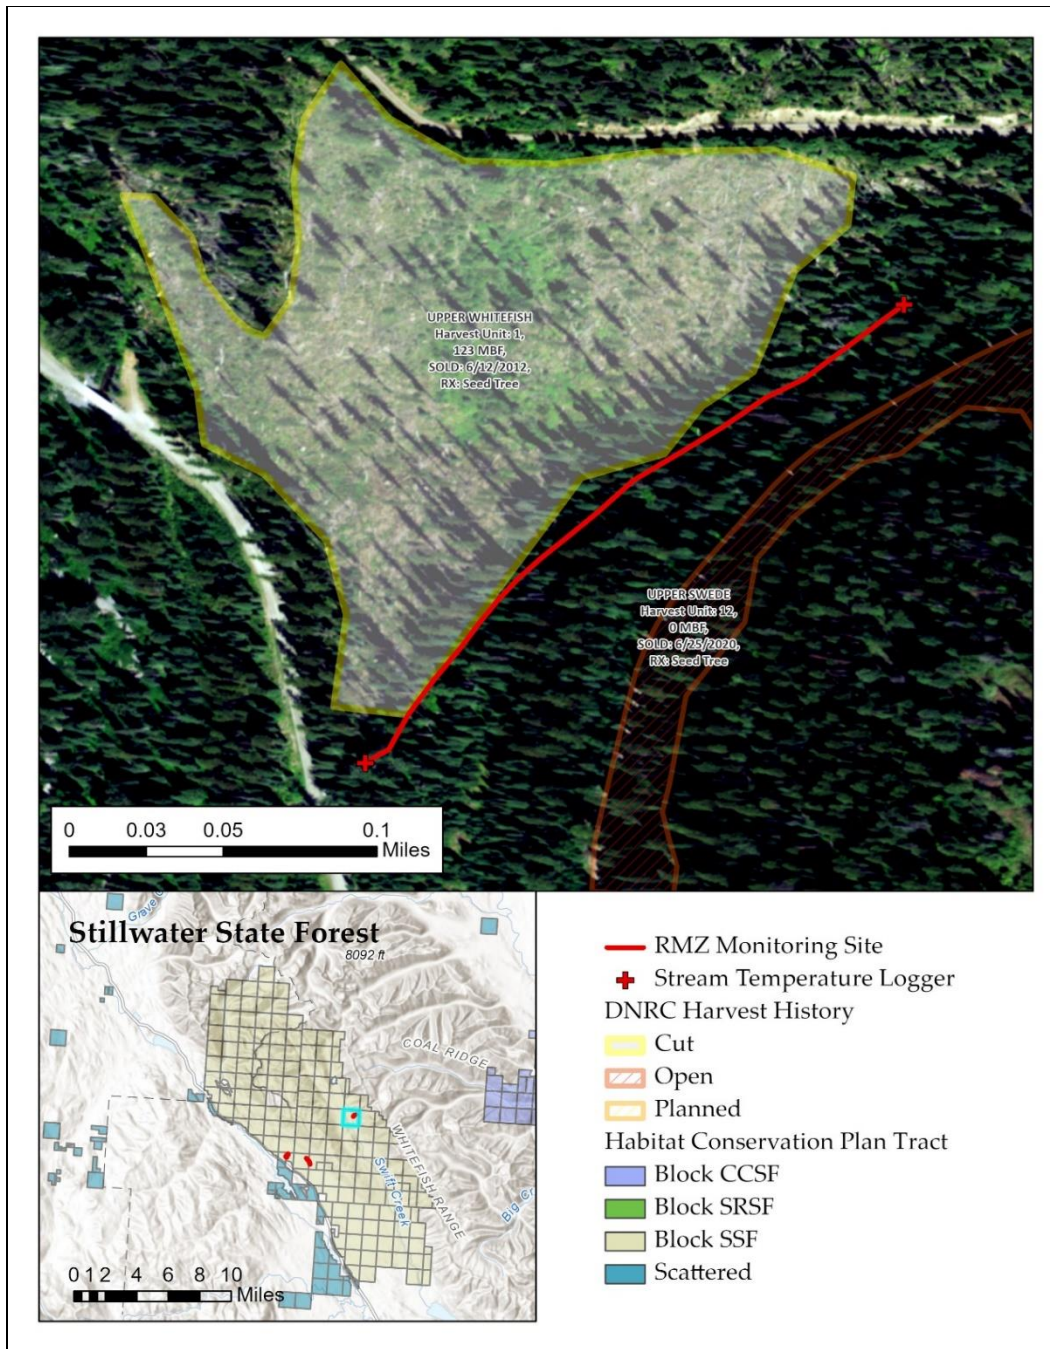 UPPER WHITEFISH
Harvest Unit: 1,
123 MBF,
SOLD: 6/12/2012,
RX: Seed Tree
UPPER SWEDE
Harvest Unit: 12,
0 MBF,
SOLD: 6/25/2020,
RX: Seed Tree
0 0.03 0.05 0.1
Miles
Stillwater State Forest
8092 ft
COAL RIDGE
WHITEFISH RANGE
Swift Creek
Big
0 1 2 4 6 8 10
Miles
RMZ Monitoring Site
Stream Temperature Logger
DNRC Harvest History
Cut
Open
Planned
Habitat Conservation Plan Tract
Block CCSF
Block SRSF
Block SSF
Scattered